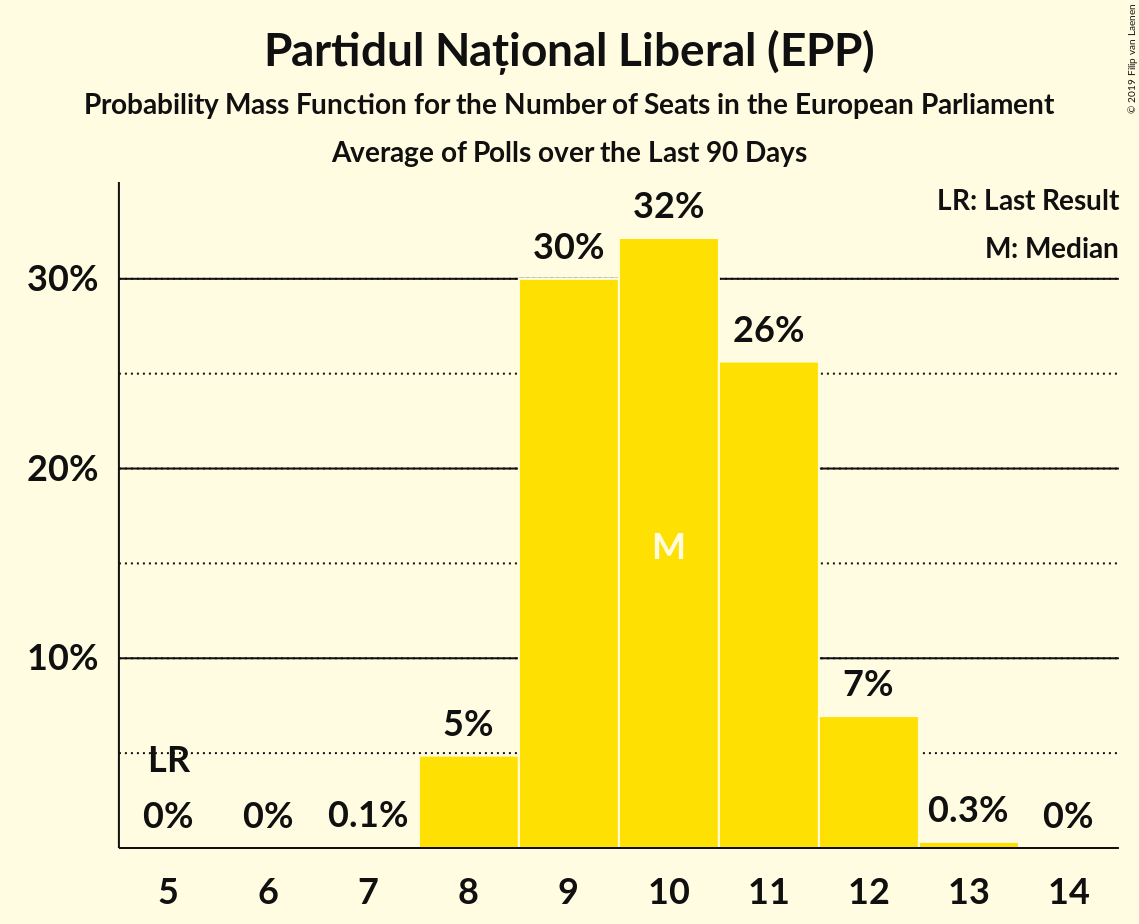 Partidul Național Liberal (EPP)
Probability Mass Function for the Number of Seats in the European Parliament
Average of Polls over the Last 90 Days
© 2019 Filip van Laenen
LR: Last Result
M: Median
32%
30%
26%
30%
20%
M
10%
7%
5%
LR
0%
0%
0.1%
0.3%
0%
5 6 7 8 9 10 11 12 13 14